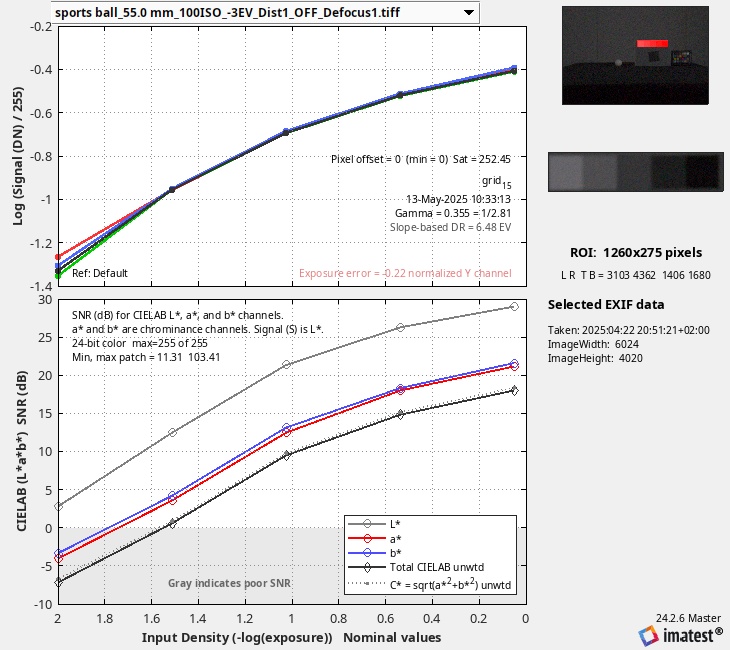 sports ball_55.0 mm_100ISO_-3EV_Dist1_OFF_Defocus1.tiff
Log (Signal (DN) / 255)
-0.2
-0.4
-0.6
-0.8
-1
-1.2
-1.4
Pixel offset = 0 (min = 0) Sat = 252.45
grid15
13-May-2025 10:33:13
Gamma = 0.355 = 1/2.81
Slope-based DR = 6.48 EV
Ref: Default
Exposure error = -0.22 normalized Y channel
CIELAB (L*a*b*) SNR (dB)
30
25
20
15
10
5
0
-5
-10
SNR (dB) for CIELAB L*, a*, and b* channels.
a* and b* are chrominance channels. Signal (S) is L*.
24-bit color max=255 of 255
Min, max patch = 11.31 103.41
Gray indicates poor SNR
L*
a*
b*
Total CIELAB unwtd
C* = sqrt(a*2+b*2) unwtd
2 1.8 1.6 1.4 1.2 1 0.8 0.6 0.4 0.2 0
Input Density (-log(exposure)) Nominal values
ROI: 1260x275 pixels
L R T B = 3103 4362 1406 1680
Selected EXIF data
Taken: 2025:04:22 20:51:21+02:00
ImageWidth: 6024
ImageHeight: 4020
24.2.6 Master
imatest®